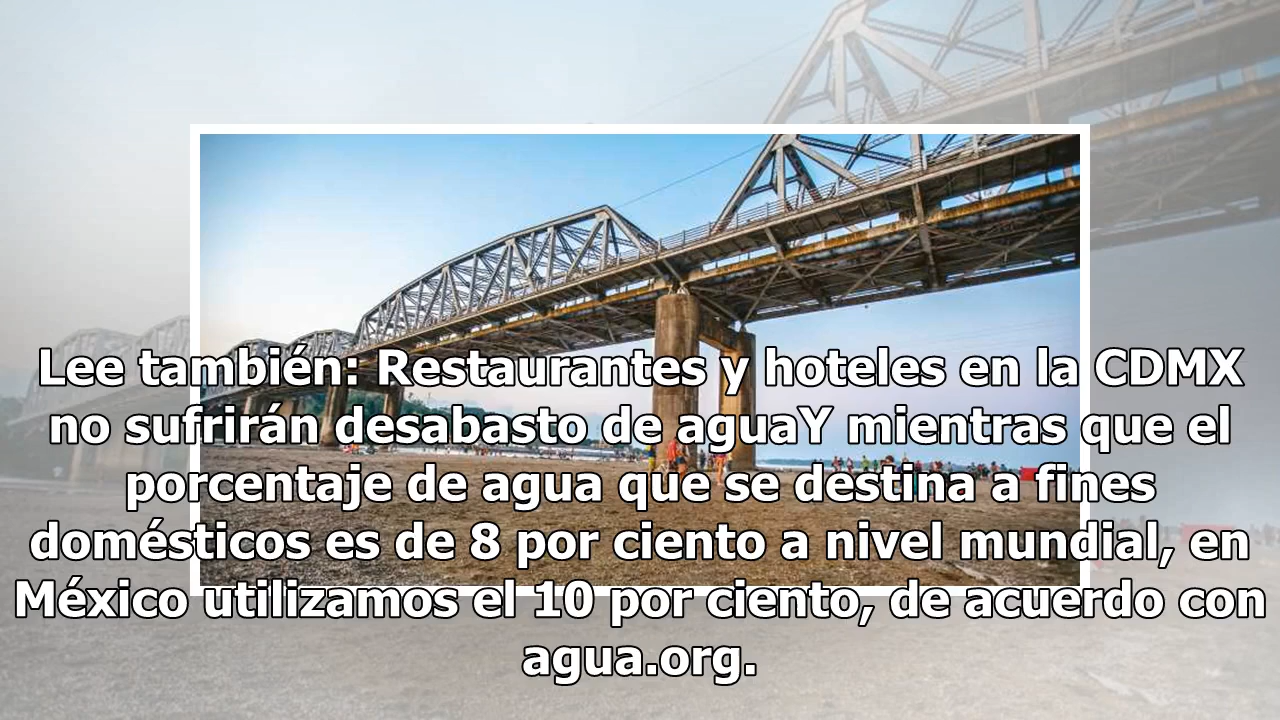 Lee también: Restaurantes y hoteles en la CDMX
no sufrirán desabasto de aguaY mientras que el
porcentaje de agua que se destina a fines
domésticos es de 8 por ciento a nivel mundial, en
México utilizamos el 10 por ciento, de acuerdo con
agua.org.